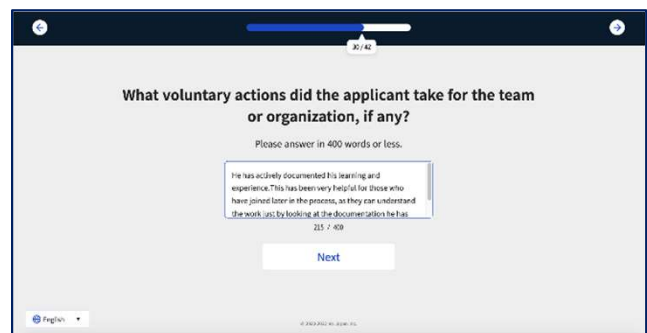 30 / 42
What voluntary actions did the applicant take for the team
or organization, if any?
Please answer in 400 words or less.
He has actively documented his learning and
experience.This has been very helpful for those who
have joined later in the process, as they can understand
the work just by looking at the documentation he has
215 / 400
Next
English